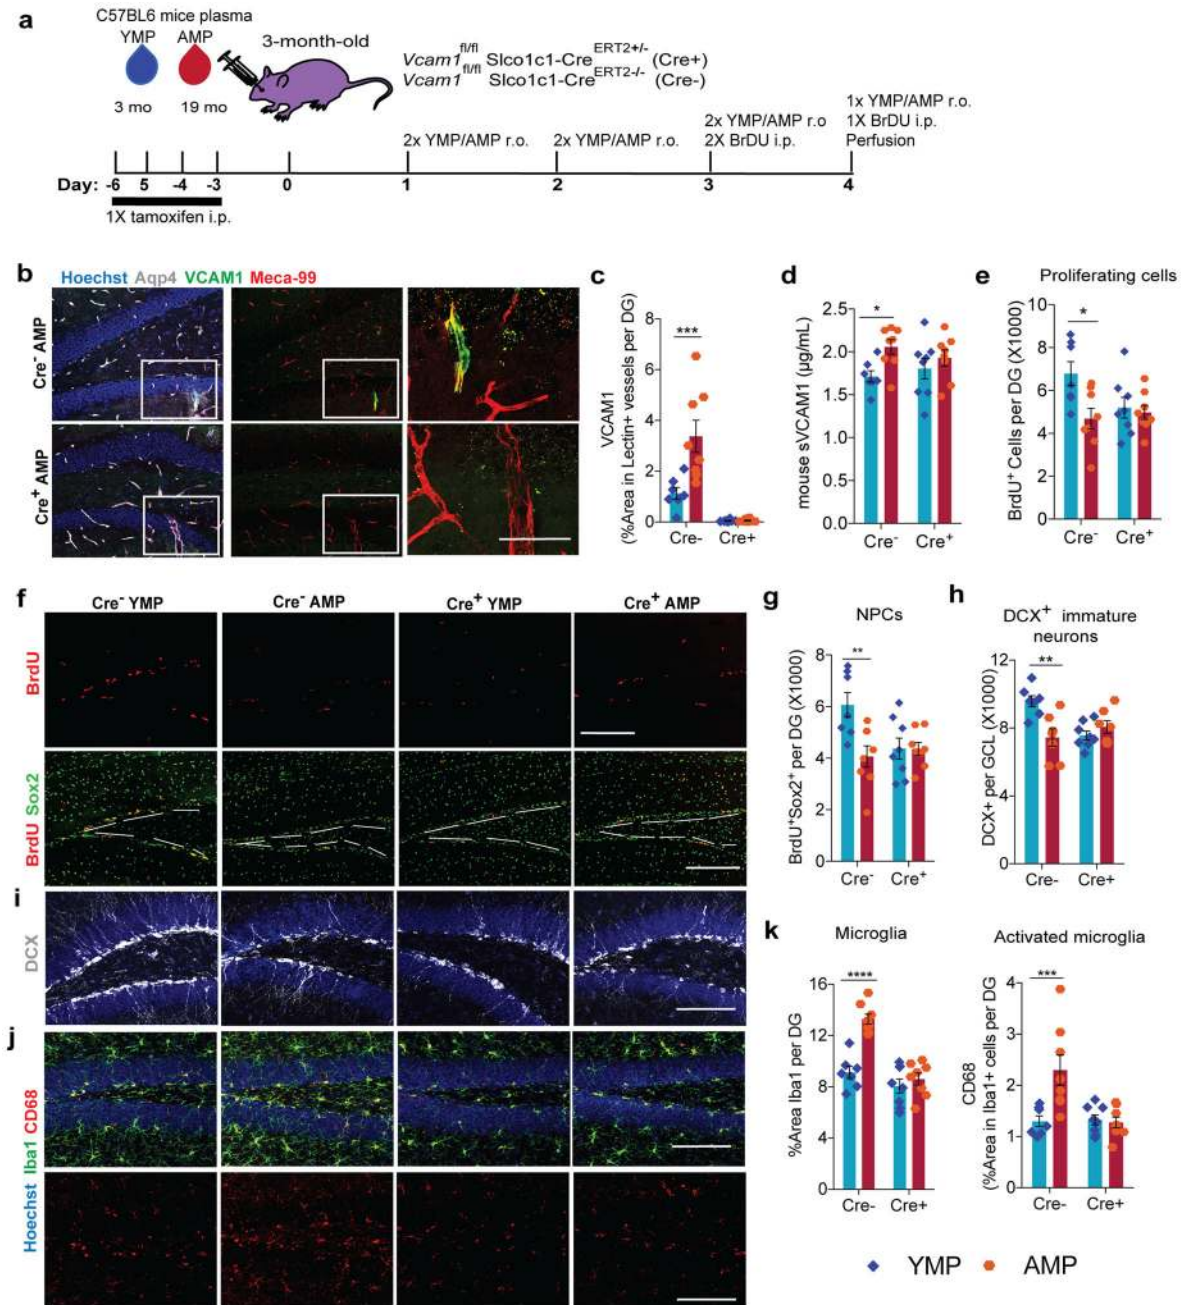 a
C57BL6 mice plasma
YMP AMP
3 mo 19 mo
3-month-old
Vcam1fl/fl Slco1c1-CreERT2+/- (Cre+)
Vcam1fl/fl Slco1c1-CreERT2-/- (Cre-)
2x YMP/AMP r.o.
2x YMP/AMP r.o.
2x YMP/AMP r.o
2X BrDU i.p.
1x YMP/AMP r.o.
1X BrDU i.p.
Perfusion
Day: -6 5 -4 -3 0 1 2 3 4
1X tamoxifen i.p.
b
Hoechst Aqp4 VCAM1 Meca-99
Cre- AMP
Cre+ AMP
c
VCAM1
(%Area in Lectin+ vessels per DG)
8
6
4
2
0
***
Cre- Cre+
d
mouse sVCAM1 (µg/mL)
2.5
2.0
1.5
1.0
0.5
0.0
*
Cre- Cre+
e
Proliferating cells
BrdU+ Cells per DG (X1000)
10
8
6
4
2
0
*
Cre- Cre+
f
Cre- YMP Cre- AMP Cre+ YMP Cre+ AMP
BrdU
BrdU Sox2
g
NPCs
BrdU+Sox2+ per DG (X1000)
8
6
4
2
0
**
Cre- Cre+
h
DCX+ immature
neurons
DCX+ per GCL (X1000)
12
8
4
0
**
Cre- Cre+
i
DCX
j
Hoechst Iba1 CD68
k
Microglia
%Area Iba1 per DG
16
12
8
4
0
****
Cre- Cre+
Activated microglia
CD68
(%Area in Iba1+ cells per DG)
4
3
2
1
0
***
Cre- Cre+
YMP AMP